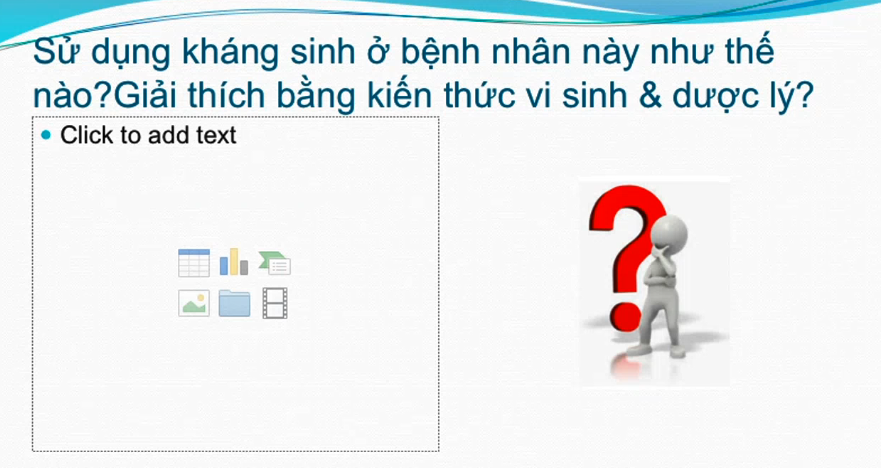 Sử dụng kháng sinh ở bệnh nhân này như thế
nào?Giải thích bằng kiến thức vi sinh & dược lý?
• Click to add text